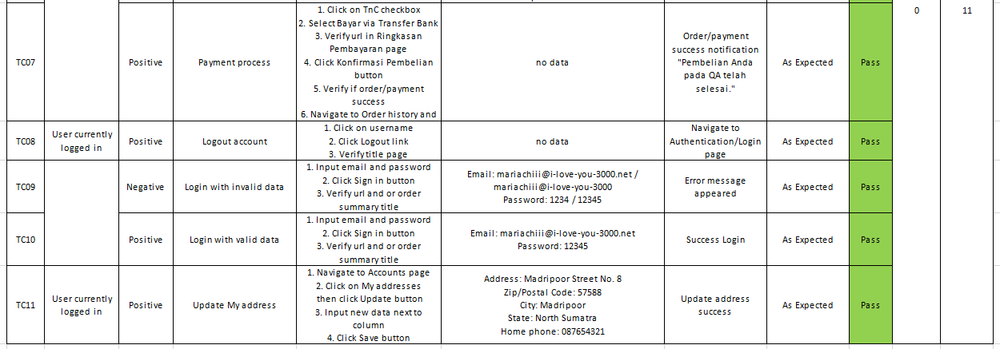 TC07
Positive
Payment process
1. Click on TnC checkbox
2. Select Bayar via Transfer Bank
3. Verify url in Ringkasan
Pembayaran page
4. Click Konfirmasi Pembelian
button
5. Verify if order/payment
success
6. Navigate to Order history and
no data
Order/payment
success notification
"Pembelian Anda
pada QA telah
selesai."
As Expected
Pass
0
11
TC08
User currently
logged in
Positive
Logout account
1. Click on username
2. Click Logout link
3. Verify title page
no data
Navigate to
Authentication/Login
page
As Expected
Pass
TC09
Negative
Login with invalid data
1. Input email and password
2. Click Sign in button
3. Verify url and or order
summary title
Email: mariachiii@i-love-you-3000.net /
mariachiii@i-love-you-3000
Password: 1234 / 12345
Error message
appeared
As Expected
Pass
TC10
Positive
Login with valid data
1. Input email and password
2. Click Sign in button
3. Verify url and or order
summary title
Email: mariachiii@i-love-you-3000.net
Password: 12345
Success Login
As Expected
Pass
TC11
User currently
logged in
Positive
Update My address
1. Navigate to Accounts page
2. Click on My addresses
then click Update button
3. Input new data next to
column
4. Click Save button
Address: Madripoor Street No. 8
Zip/Postal Code: 57588
City: Madripoor
State: North Sumatra
Home phone: 087654321
Update address
success
As Expected
Pass